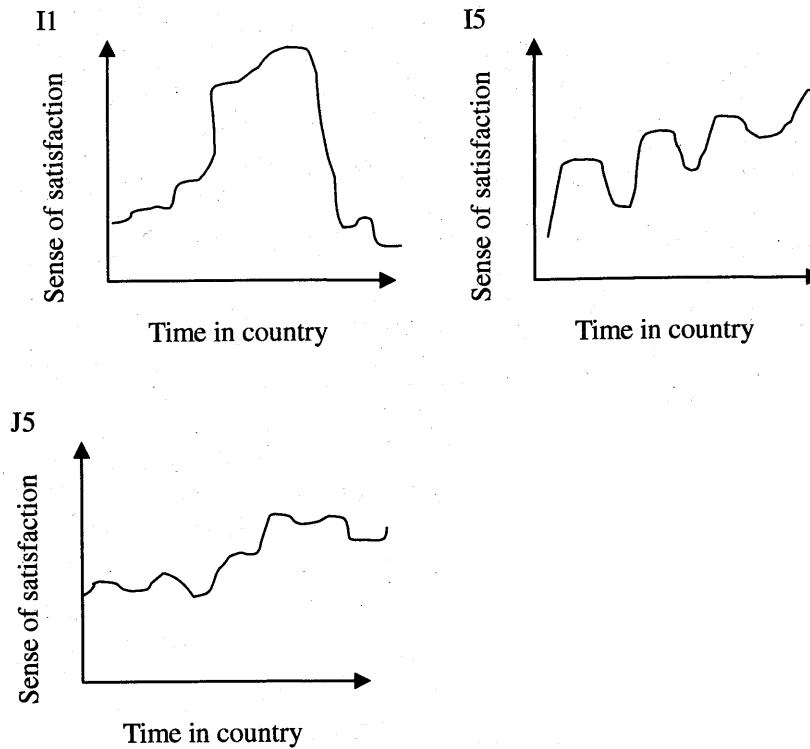 I1
Sense of satisfaction
Time in country
I5
Sense of satisfaction
Time in country
J5
Sense of satisfaction
Time in country